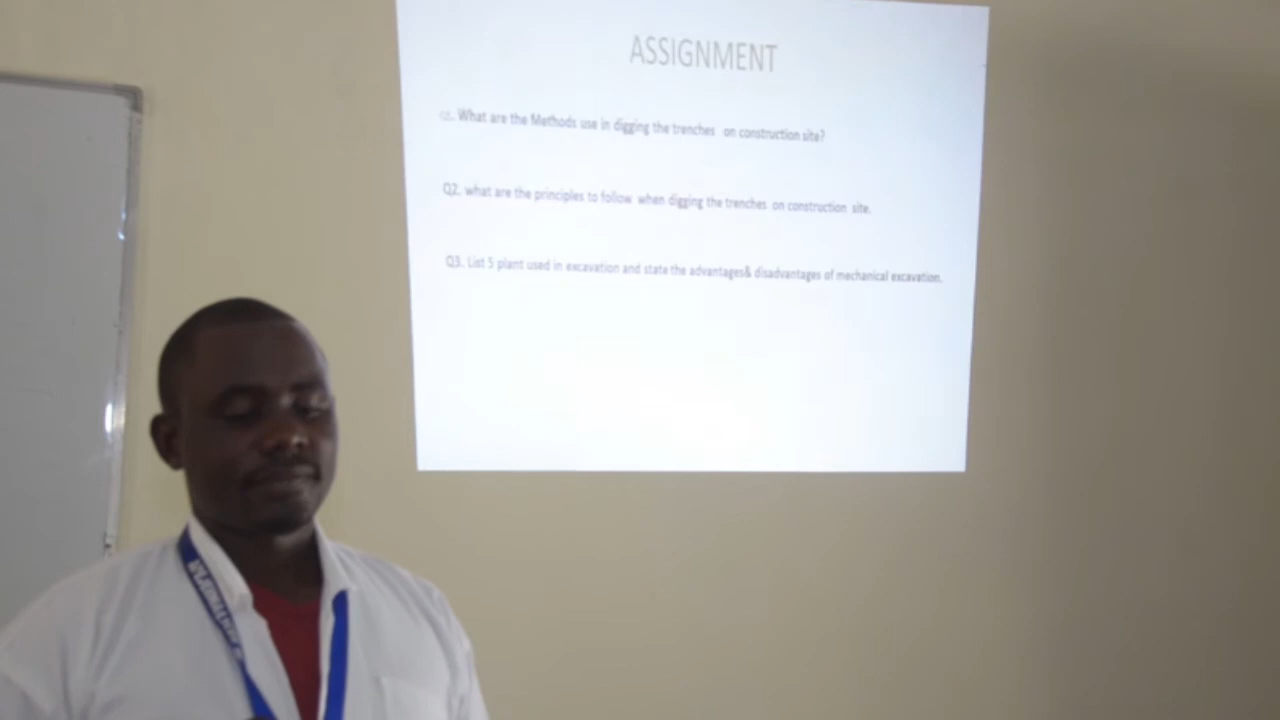 ASSIGNMENT
What are the Methods use in digging the trenches on construction site?
Q2. what are the principles to follow when digging the trenches on construction site.
Q3. List 5 plant used in excavation and state the advantages& disadvantages of mechanical excavation.